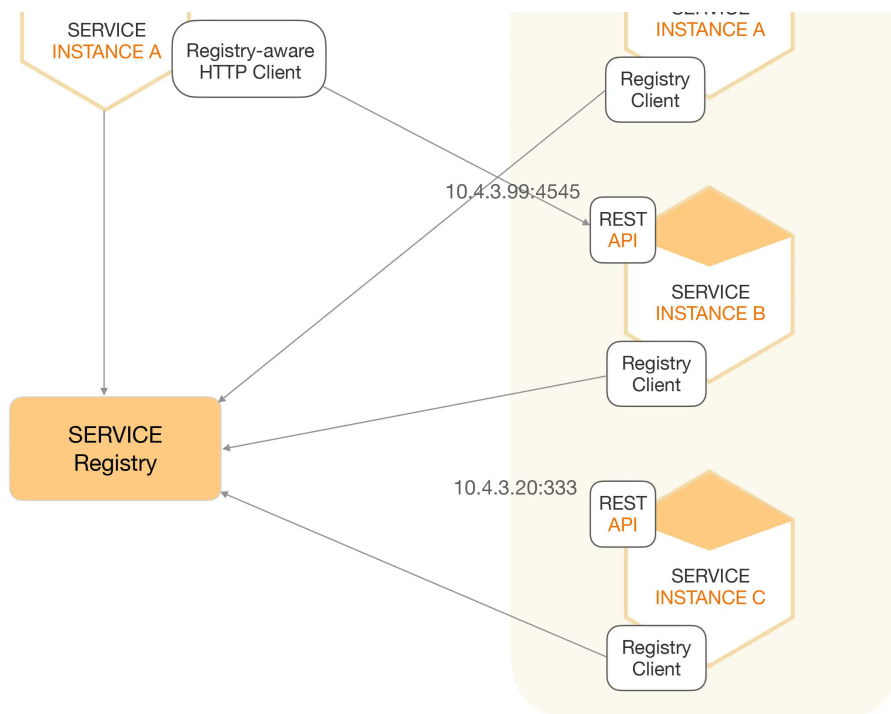 SERVICE
INSTANCE A
Registry-aware
HTTP Client
SERVICE
INSTANCE A
Registry
Client
10.4.3.99:4545
REST
API
SERVICE
INSTANCE B
Registry
Client
SERVICE
Registry
10.4.3.20:333
REST
API
SERVICE
INSTANCE C
Registry
Client